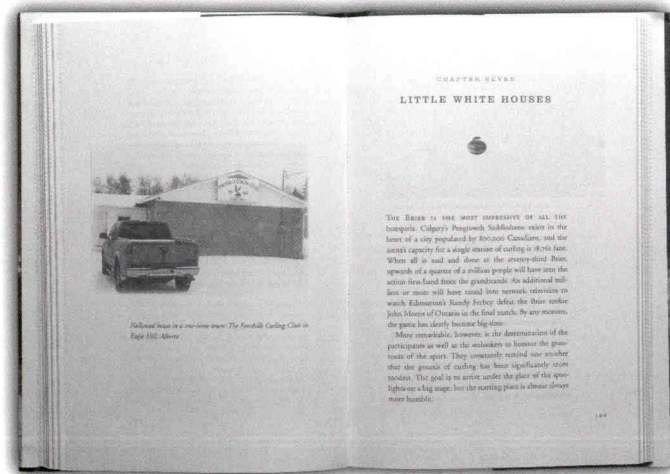 Hallowed house in a one-horse town: The Foothills Curling Club in
Eagle Hill, Alberta
CHAPTER SEVEN
LITTLE WHITE HOUSES
THE BRIER IS THE MOST IMPRESSIVE OF ALL THE
bonspiels. Calgary's Pengrowth Saddledome exists in the
heart of a city populated by 800,000 Canadians, and the
arena's capacity for a single session of curling is fans.
When all is said and done at the seventy-third Brier,
upwards of a quarter of a million people will have seen the
action first-hand from the grandstands. An additional mil-
lion or more will have tuned into network television to
watch Edmonton's Randy Ferbey defeat the Brier rookie
John Morris of Ontario in the final match. By any measure,
the game has clearly become big-time.
More remarkable, however, is the determination of the
participants as well as the onlookers to honour the grass-
roots of the sport. They constantly remind one another
that the genesis of curling has been significantly more
modest. The goal is to arrive under the glare of the spot-
lights on a big stage, but the starting place is almost always
more humble.